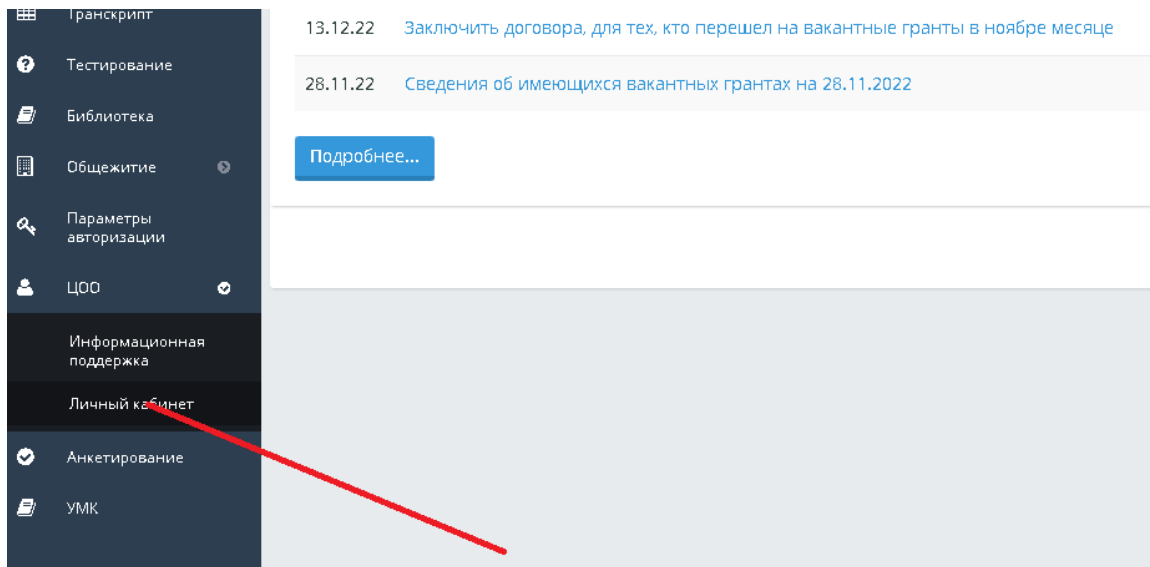 Транскрипт
Тестирование
Библиотека
Общежитие
Параметры
авторизации
ЦОО
Информационная
поддержка
Личный кабинет
Анкетирование
УМК
13.12.22 Заключить договора, для тех, кто перешел на вакантные гранты в ноябре месяце
28.11.22 Сведения об имеющихся вакантных грантах на 28.11.2022
Подробнее...